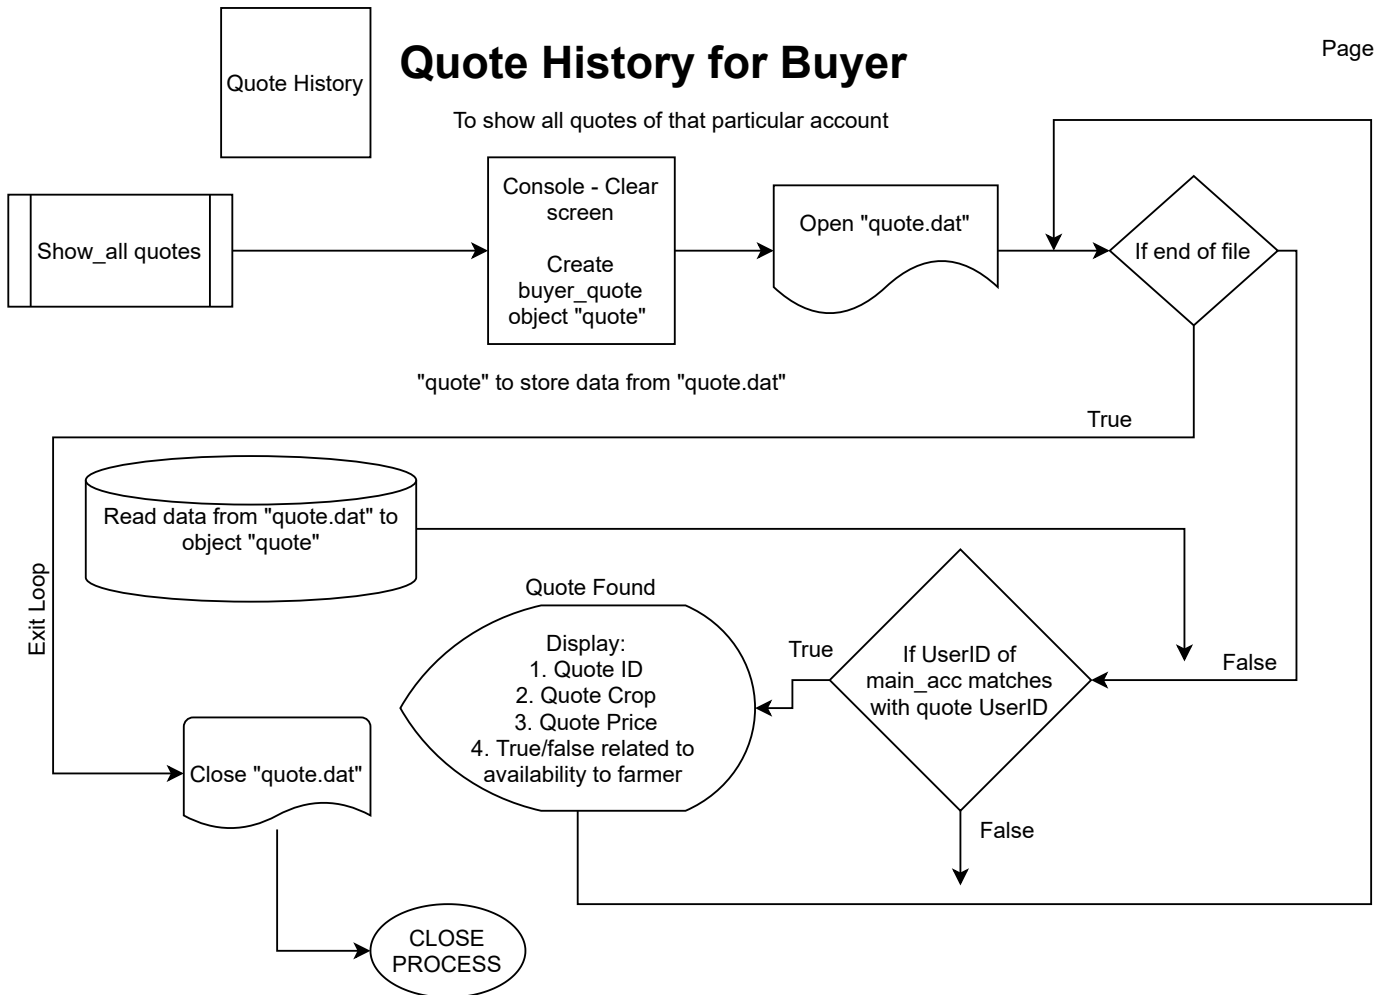 Quote History
Quote History for Buyer
Page
To show all quotes of that particular account
Show_all quotes
Console - Clear
screen
Create
buyer_quote
object "quote"
Open "quote.dat"
If end of file
"quote" to store data from "quote.dat"
True
Read data from "quote.dat" to
object "quote"
Exit Loop
Quote Found
Display:
1. Quote ID
2. Quote Crop
3. Quote Price
4. True/false related to
availability to farmer
True
If UserID of
main_acc matches
with quote UserID
False
Close "quote.dat"
False
CLOSE
PROCESS